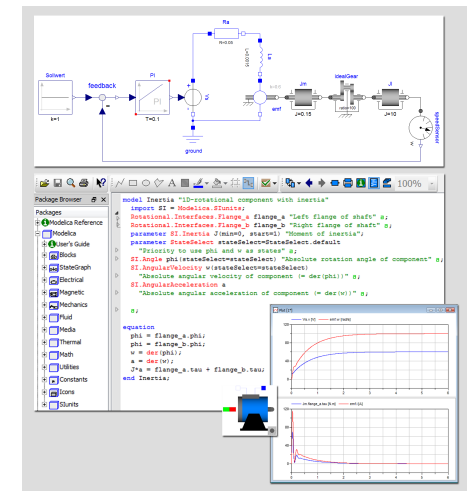 Ra
R=0.05
La
L=0.0015
Sollwert
feedback
PI
PI
k=1
T=0.1
Vs
k=0.5
emf
Jm
J=0.15
IdealGear
ratio=100
Jl
J=10
speedSensor
w
ground
100%
Package Browser
Packages
Modelica Reference
Modelica
User's Guide
Blocks
StateGraph
Electrical
Magnetic
Mechanics
Fluid
Media
Thermal
Math
Utilities
Constants
Icons
SIunits
model Inertia "1D-rotational component with inertia"
import SI = Modelica.SIunits;
Rotational.Interfaces.Flange_a flange_a "Left flange of shaft" a;
Rotational.Interfaces.Flange_b flange_b "Right flange of shaft" a;
parameter SI.Inertia J(min=0, start=1) "Moment of inertia";
parameter StateSelect stateSelect=StateSelect.default
"Priority to use phi and w as states" a;
SI.Angle phi(stateSelect=stateSelect) "Absolute rotation angle of component" a;
SI.AngularVelocity w(stateSelect=stateSelect)
"Absolute angular velocity of component (= der(phi))" a;
SI.AngularAcceleration a
"Absolute angular acceleration of component (= der(w))" a;
a;
equation
phi = flange_a.phi;
phi = flange_b.phi;
w = der(phi);
a = der(w);
J*a = flange_a.tau + flange_b.tau;
end Inertia;